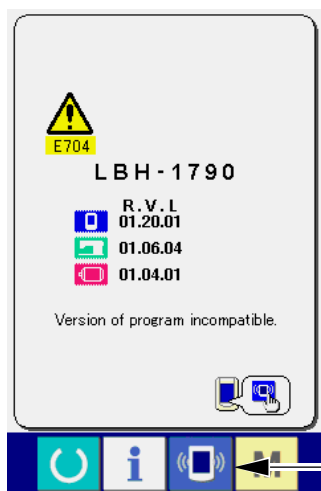 E704
LBH-1790
R.V.L
01.20.01
01.06.04
01.04.01
Version of program incompatible.
i
M